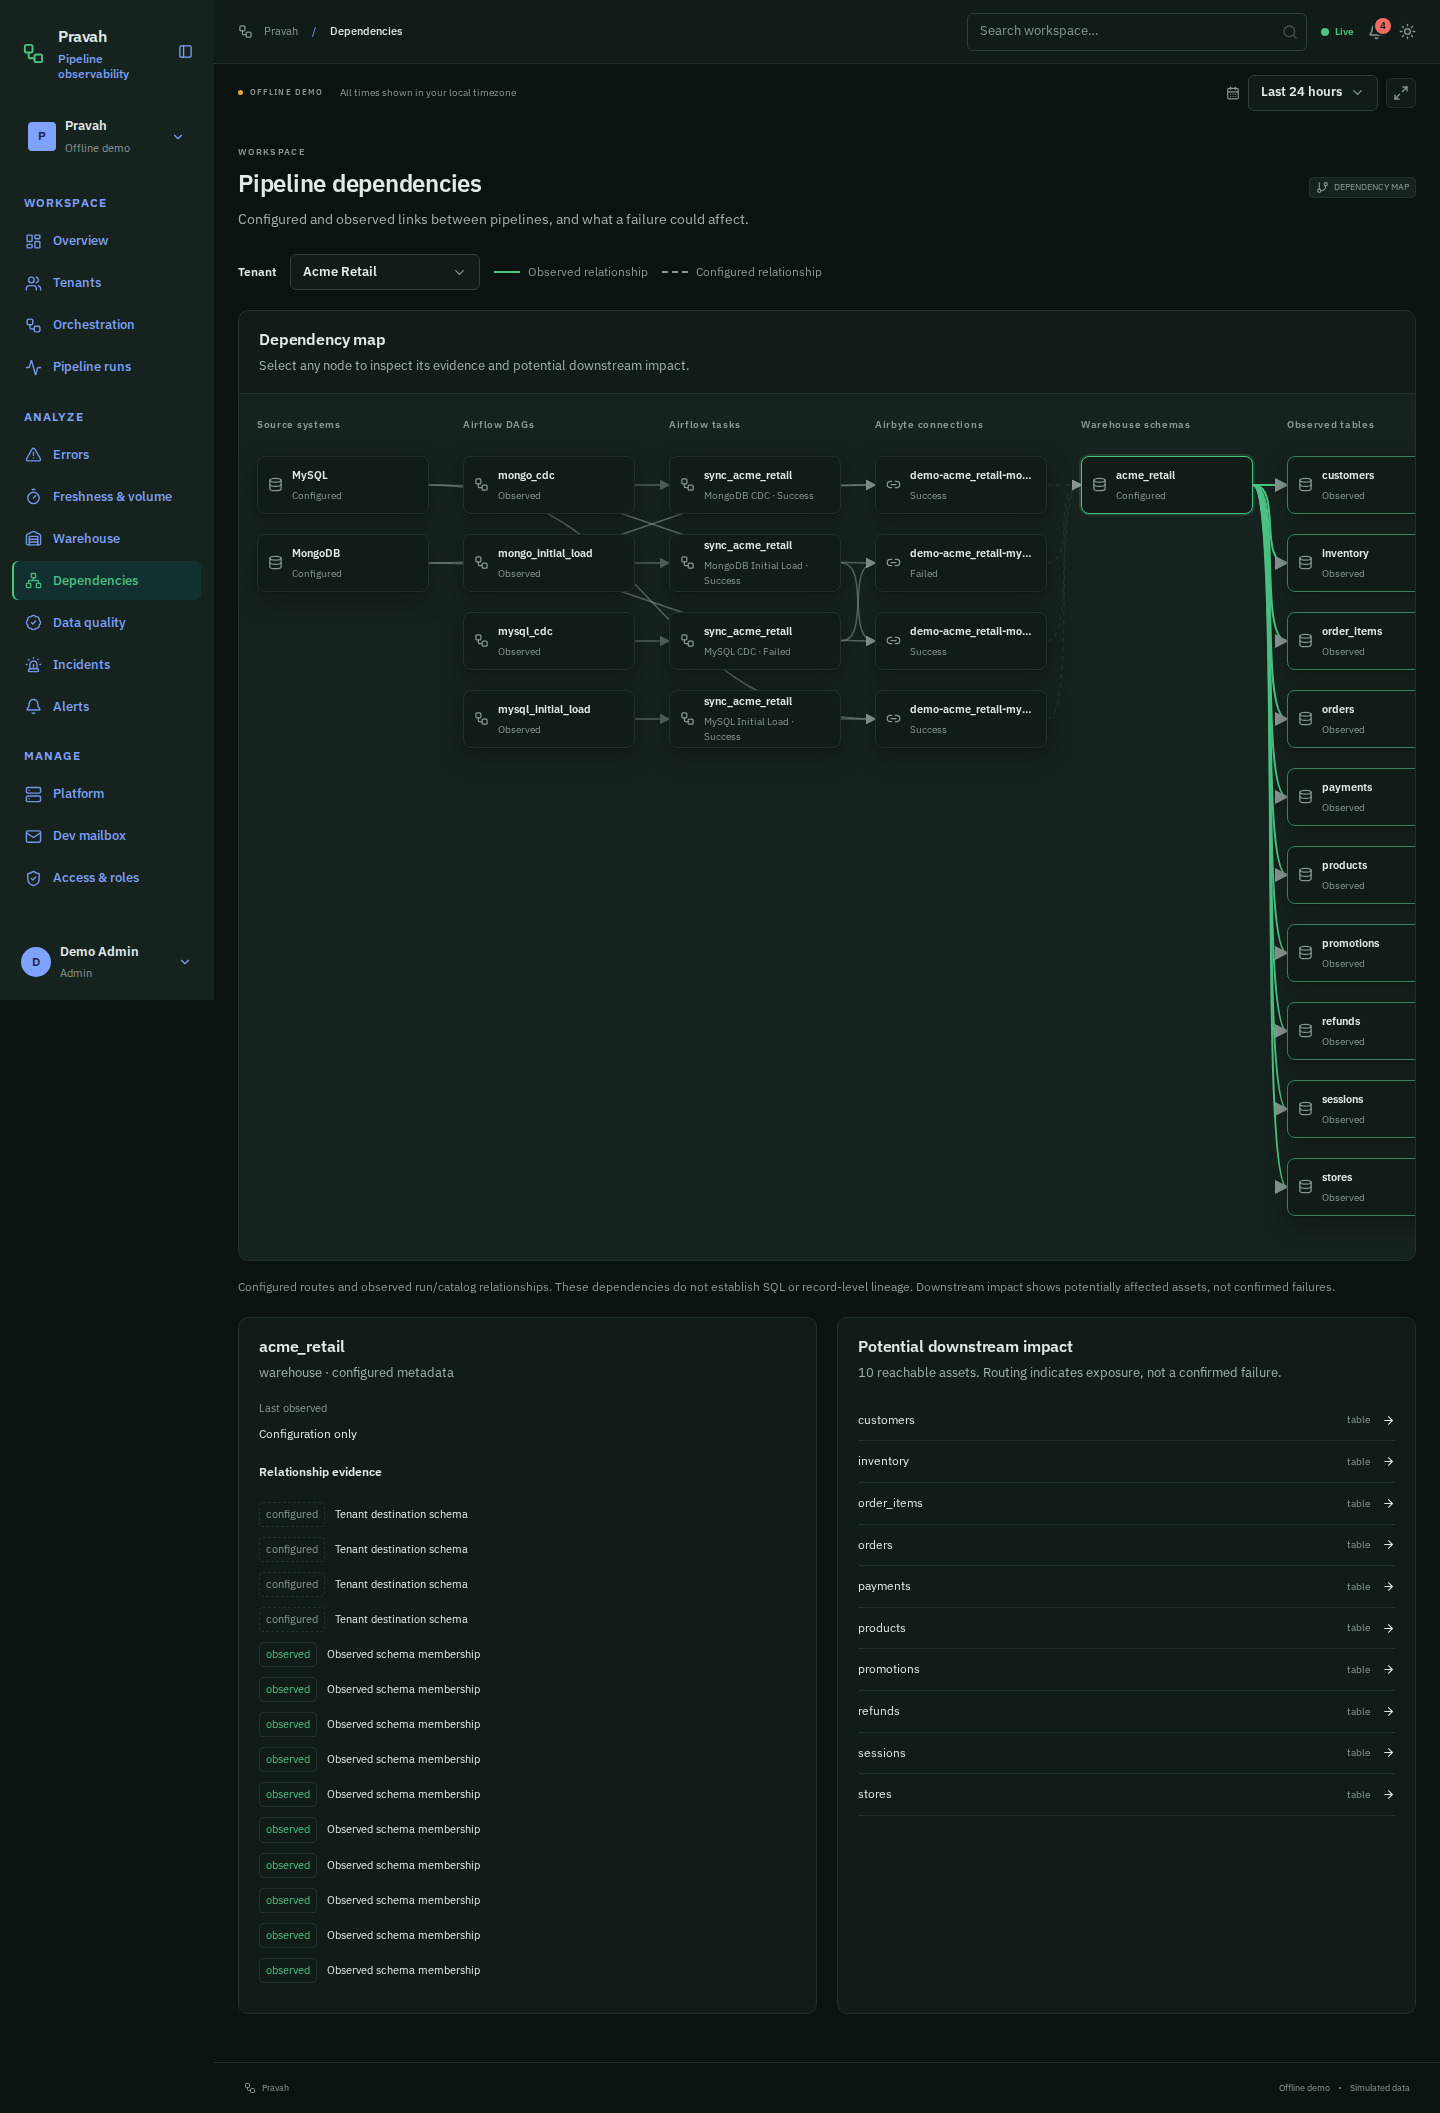 Pravah
Pipeline
observability
P
Pravah
Offline demo
WORKSPACE
Overview
Tenants
Orchestration
Pipeline runs
ANALYZE
Errors
Freshness & volume
Warehouse
Dependencies
Data quality
Incidents
Alerts
MANAGE
Platform
Dev mailbox
Access & roles
D
Demo Admin
Admin
Pravah / Dependencies
Search workspace...
Live
4
OFFLINE DEMO
All times shown in your local timezone
Last 24 hours
WORKSPACE
Pipeline dependencies
DEPENDENCY MAP
Configured and observed links between pipelines, and what a failure could affect.
Tenant
Acme Retail
Observed relationship
Configured relationship
Dependency map
Select any node to inspect its evidence and potential downstream impact.
Source systems
MySQL
Configured
MongoDB
Configured
Airflow DAGs
mongo_cdc
Observed
mongo_initial_load
Observed
mysql_cdc
Observed
mysql_initial_load
Observed
Airflow tasks
sync_acme_retail
MongoDB CDC · Success
sync_acme_retail
MongoDB Initial Load ·
Success
sync_acme_retail
MySQL CDC · Failed
sync_acme_retail
MySQL Initial Load ·
Success
Airbyte connections
demo-acme_retail-mo...
Success
demo-acme_retail-my...
Failed
demo-acme_retail-mo...
Success
demo-acme_retail-my...
Success
Warehouse schemas
acme_retail
Configured
Observed tables
customers
Observed
inventory
Observed
order_items
Observed
orders
Observed
payments
Observed
products
Observed
promotions
Observed
refunds
Observed
sessions
Observed
stores
Observed
Configured routes and observed run/catalog relationships. These dependencies do not establish SQL or record-level lineage. Downstream impact shows potentially affected assets, not confirmed failures.
acme_retail
warehouse · configured metadata
Last observed
Configuration only
Relationship evidence
configured Tenant destination schema
configured Tenant destination schema
configured Tenant destination schema
configured Tenant destination schema
observed Observed schema membership
observed Observed schema membership
observed Observed schema membership
observed Observed schema membership
observed Observed schema membership
observed Observed schema membership
observed Observed schema membership
observed Observed schema membership
observed Observed schema membership
observed Observed schema membership
Potential downstream impact
10 reachable assets. Routing indicates exposure, not a confirmed failure.
customers table
inventory table
order_items table
orders table
payments table
products table
promotions table
refunds table
sessions table
stores table
Pravah
Offline demo · Simulated data